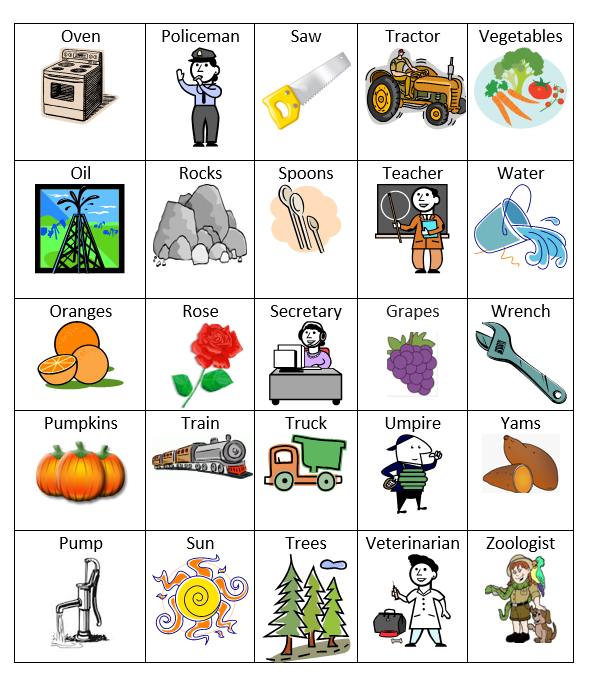 Oven
Policeman
Saw
Tractor
Vegetables
Oil
Rocks
Spoons
Teacher
Water
Oranges
Rose
Secretary
Grapes
Wrench
Pumpkins
Train
Truck
Umpire
Yams
Pump
Sun
Trees
Veterinarian
Zoologist